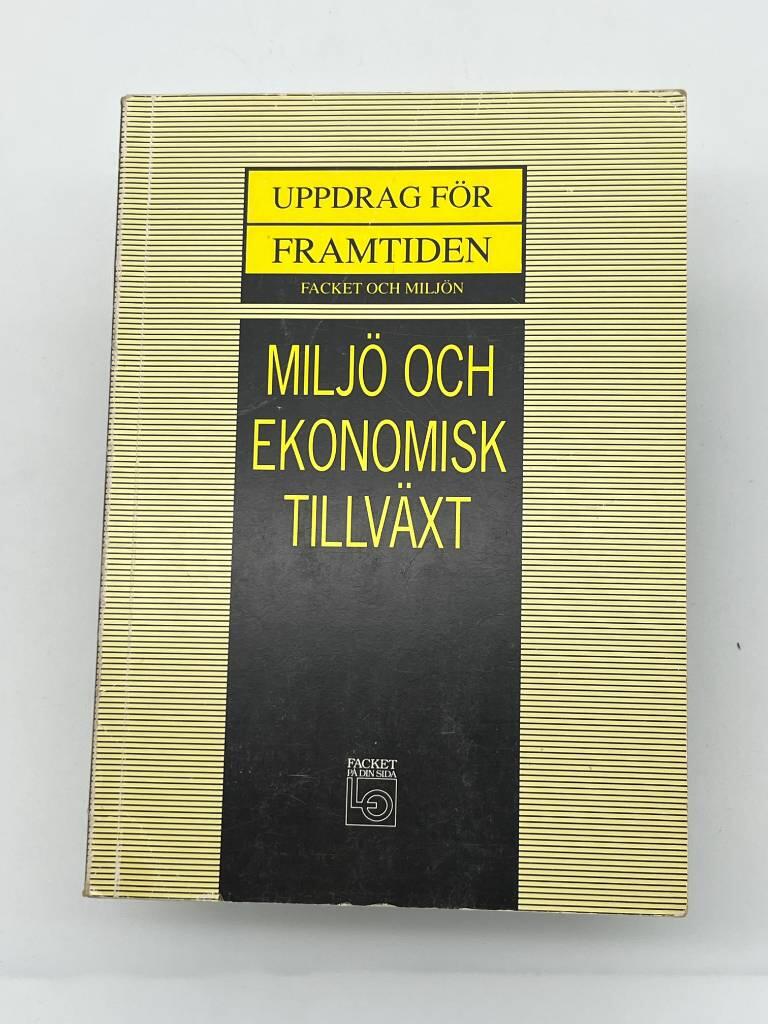 UPPDRAG FÖR
FRAMTIDEN
FACKET OCH MILJÖN
MILJÖ OCH
EKONOMISK
TILLVÄXT
FACKET
PÅ DIN SIDA
LO